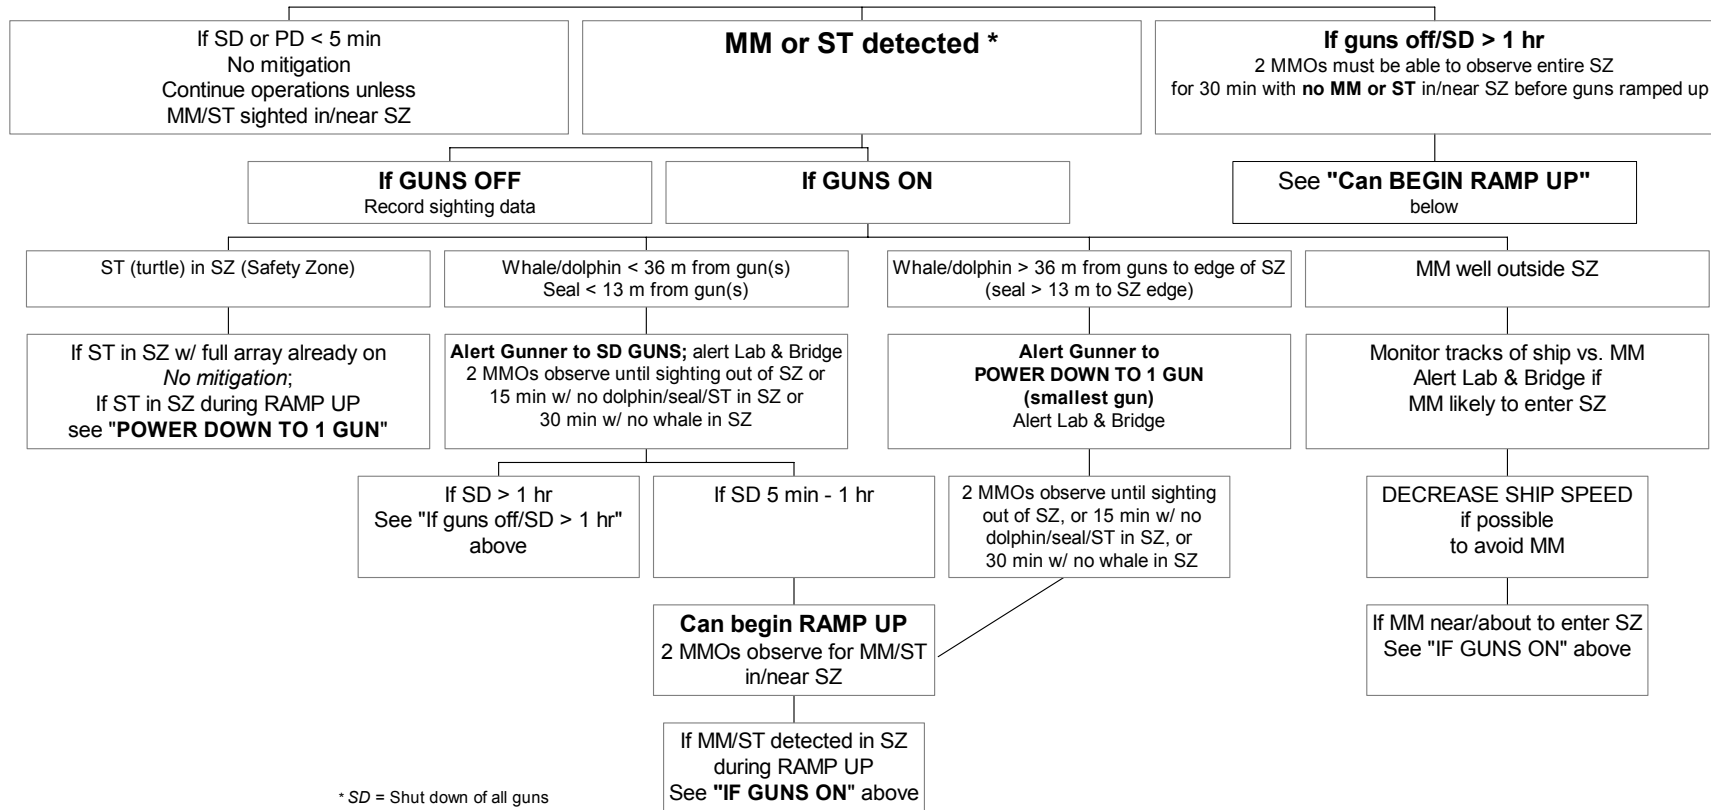 If SD or PD < 5 min
No mitigation
Continue operations unless
MM/ST sighted in/near SZ
MM or ST detected *
If guns off/SD > 1 hr
2 MMOs must be able to observe entire SZ
for 30 min with no MM or ST in/near SZ before guns ramped up
If GUNS OFF
Record sighting data
If GUNS ON
See "Can BEGIN RAMP UP"
below
ST (turtle) in SZ (Safety Zone)
Whale/dolphin < 36 m from gun(s)
Seal < 13 m from gun(s)
Whale/dolphin > 36 m from guns to edge of SZ
(seal > 13 m to SZ edge)
MM well outside SZ
If ST in SZ w/ full array already on
No mitigation;
If ST in SZ during RAMP UP
see "POWER DOWN TO 1 GUN"
Alert Gunner to SD GUNS; alert Lab & Bridge
2 MMOs observe until sighting out of SZ or
15 min w/ no dolphin/seal/ST in SZ or
30 min w/ no whale in SZ
Alert Gunner to
POWER DOWN TO 1 GUN
(smallest gun)
Alert Lab & Bridge
Monitor tracks of ship vs. MM
Alert Lab & Bridge if
MM likely to enter SZ
If SD > 1 hr
See "If guns off/SD > 1 hr"
above
If SD 5 min - 1 hr
2 MMOs observe until sighting
out of SZ, or 15 min w/ no
dolphin/seal/ST in SZ, or
30 min w/ no whale in SZ
DECREASE SHIP SPEED
if possible
to avoid MM
Can begin RAMP UP
2 MMOs observe for MM/ST
in/near SZ
If MM near/about to enter SZ
See "IF GUNS ON" above
If MM/ST detected in SZ
during RAMP UP
See "IF GUNS ON" above
* SD = Shut down of all guns